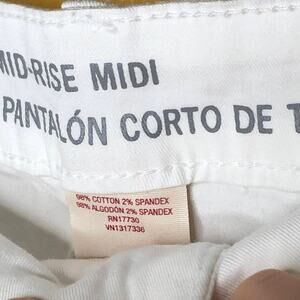 MID-RISE MIDI
PANTALÓN CORTO DE T
98% COTTON 2% SPANDEX
98% ALGODÓN 2% SPANDEX
RN17730
VN1317336